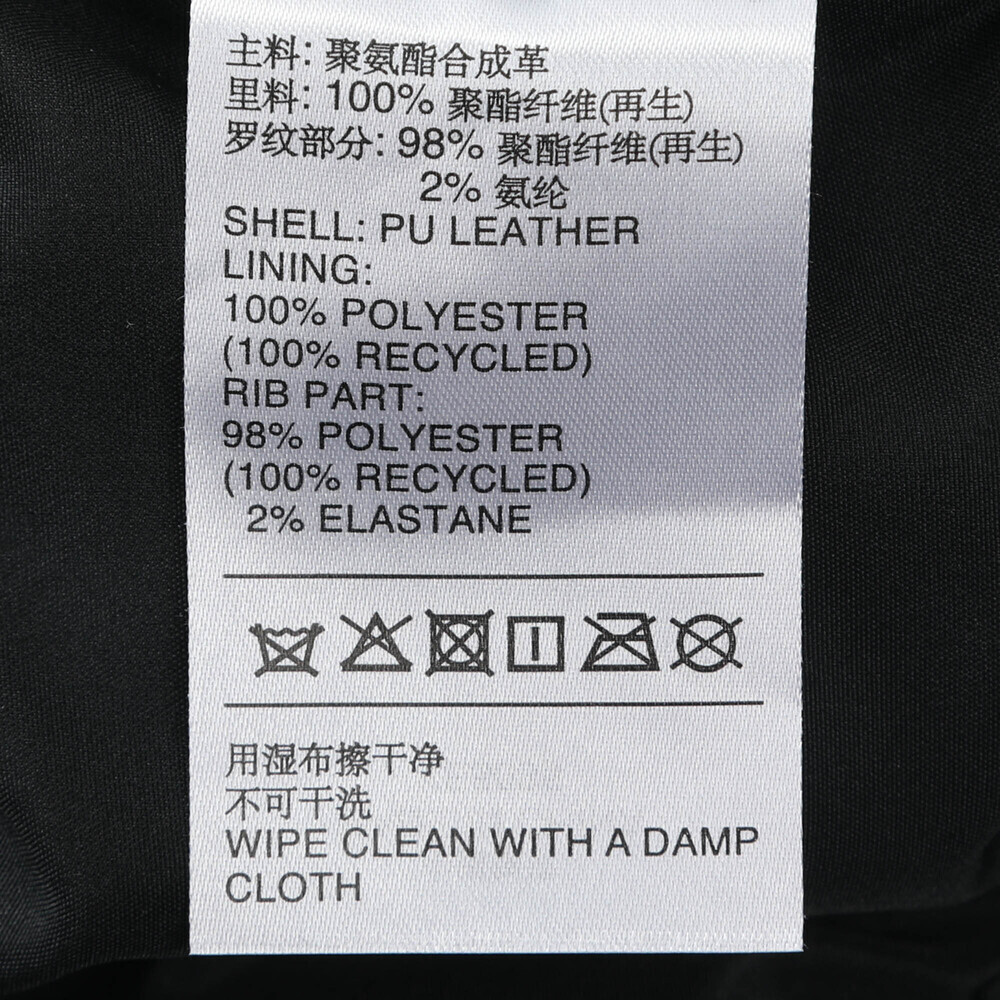 主料: 聚氨酯合成革
里料: 100% 聚酯纤维(再生)
罗纹部分: 98% 聚酯纤维(再生)
2% 氨纶
SHELL: PU LEATHER
LINING:
100% POLYESTER
(100% RECYCLED)
RIB PART:
98% POLYESTER
(100% RECYCLED)
2% ELASTANE
用湿布擦干净
不可干洗
WIPE CLEAN WITH A DAMP
CLOTH